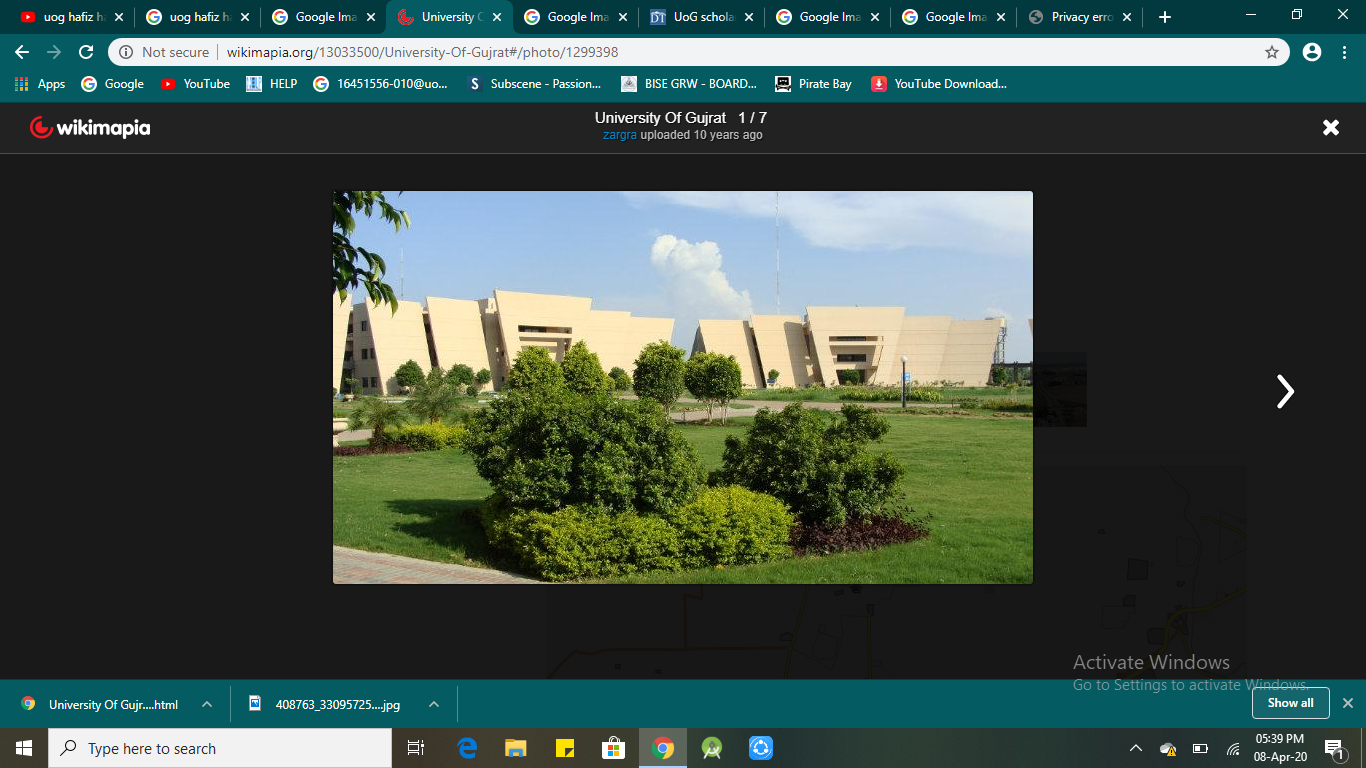 uog hafiz ha
uog hafiz ha
Google Ima
University O
Google Ima
UoG schola
Google Ima
Google Ima
Privacy erro
Not secure
wikimapia.org/13033500/University-Of-Gujrat#/photo/1299398
Apps
Google
YouTube
HELP
16451556-010@uo...
Subscene - Passion...
BISE GRW - BOARD...
Pirate Bay
YouTube Download...
wikimapia
University Of Gujrat 1 / 7
zargra uploaded 10 years ago
Activate Windows
Go to Settings to activate Windows.
University Of Gujr....html
408763_33095725....jpg
Show all
Type here to search
05:39 PM
08-Apr-20
1